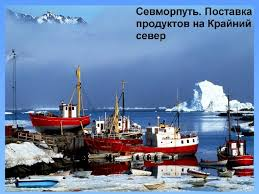 Севморпуть. Поставка
продуктов на Крайний
север